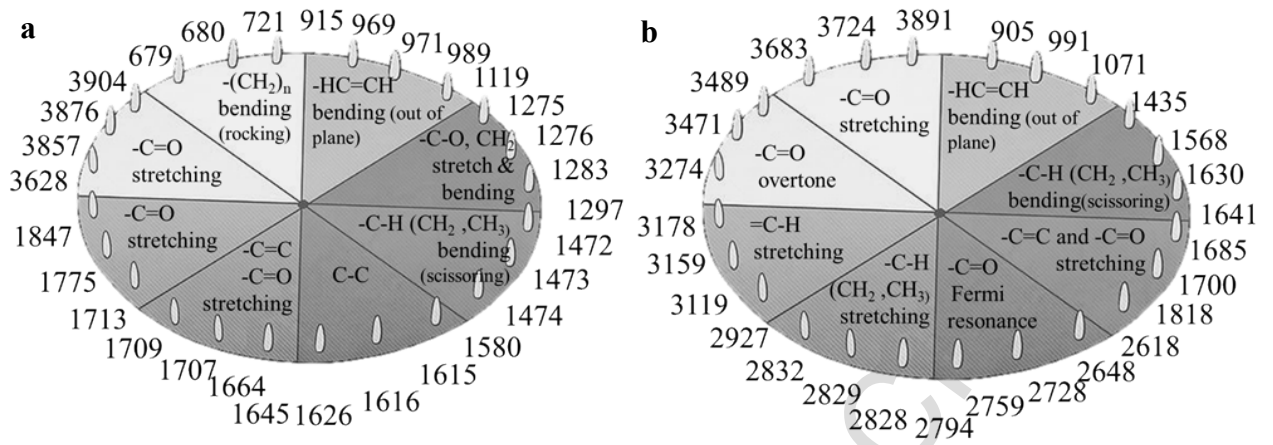 a
680
721
915
969
971
989
1119
1275
1276
1283
1297
1472
1473
1474
1580
1615
1616
1626
1645
1664
1707
1709
1713
1775
1847
3628
3857
3876
3904
679
-(CH2)n
bending
(rocking)
-HC=CH
bending (out of
plane)
-C-O, CH2
stretch &
bending
-C-H (CH2 ,CH3)
bending
(scissoring)
C-C
-C=C
-C=O
stretching
-C=O
stretching
-C=O
stretching
b
3724
3891
905
991
1071
1435
1568
1630
1641
1685
1700
1818
2618
2648
2728
2759
2794
2828
2829
2832
2927
3119
3159
3178
3274
3471
3489
3683
-C=O
stretching
-HC=CH
bending (out of
plane)
-C-H (CH2 ,CH3)
bending(scissoring)
-C=C and -C=O
stretching
-C=O
Fermi
resonance
-C-H
(CH2 ,CH3)
stretching
=C-H
stretching
-C=O
overtone